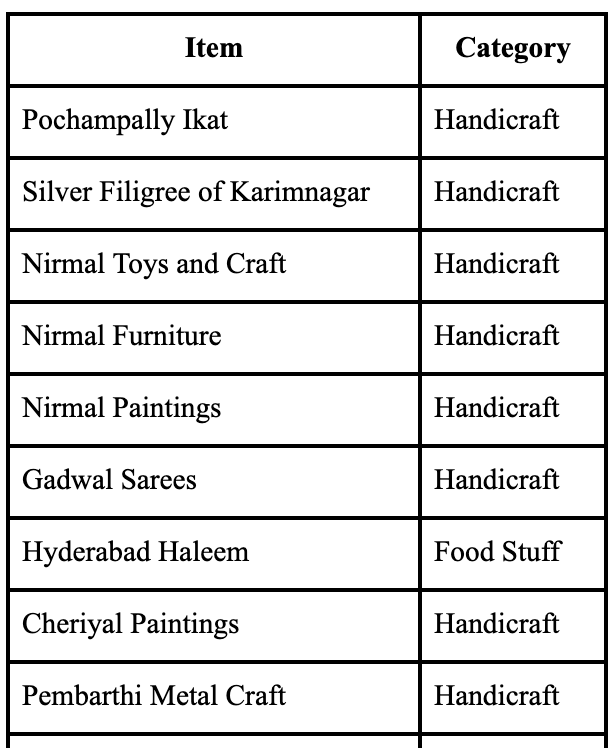 Item Category
Pochampally Ikat Handicraft
Silver Filigree of Karimnagar Handicraft
Nirmal Toys and Craft Handicraft
Nirmal Furniture Handicraft
Nirmal Paintings Handicraft
Gadwal Sarees Handicraft
Hyderabad Haleem Food Stuff
Cheriyal Paintings Handicraft
Pembarthi Metal Craft Handicraft